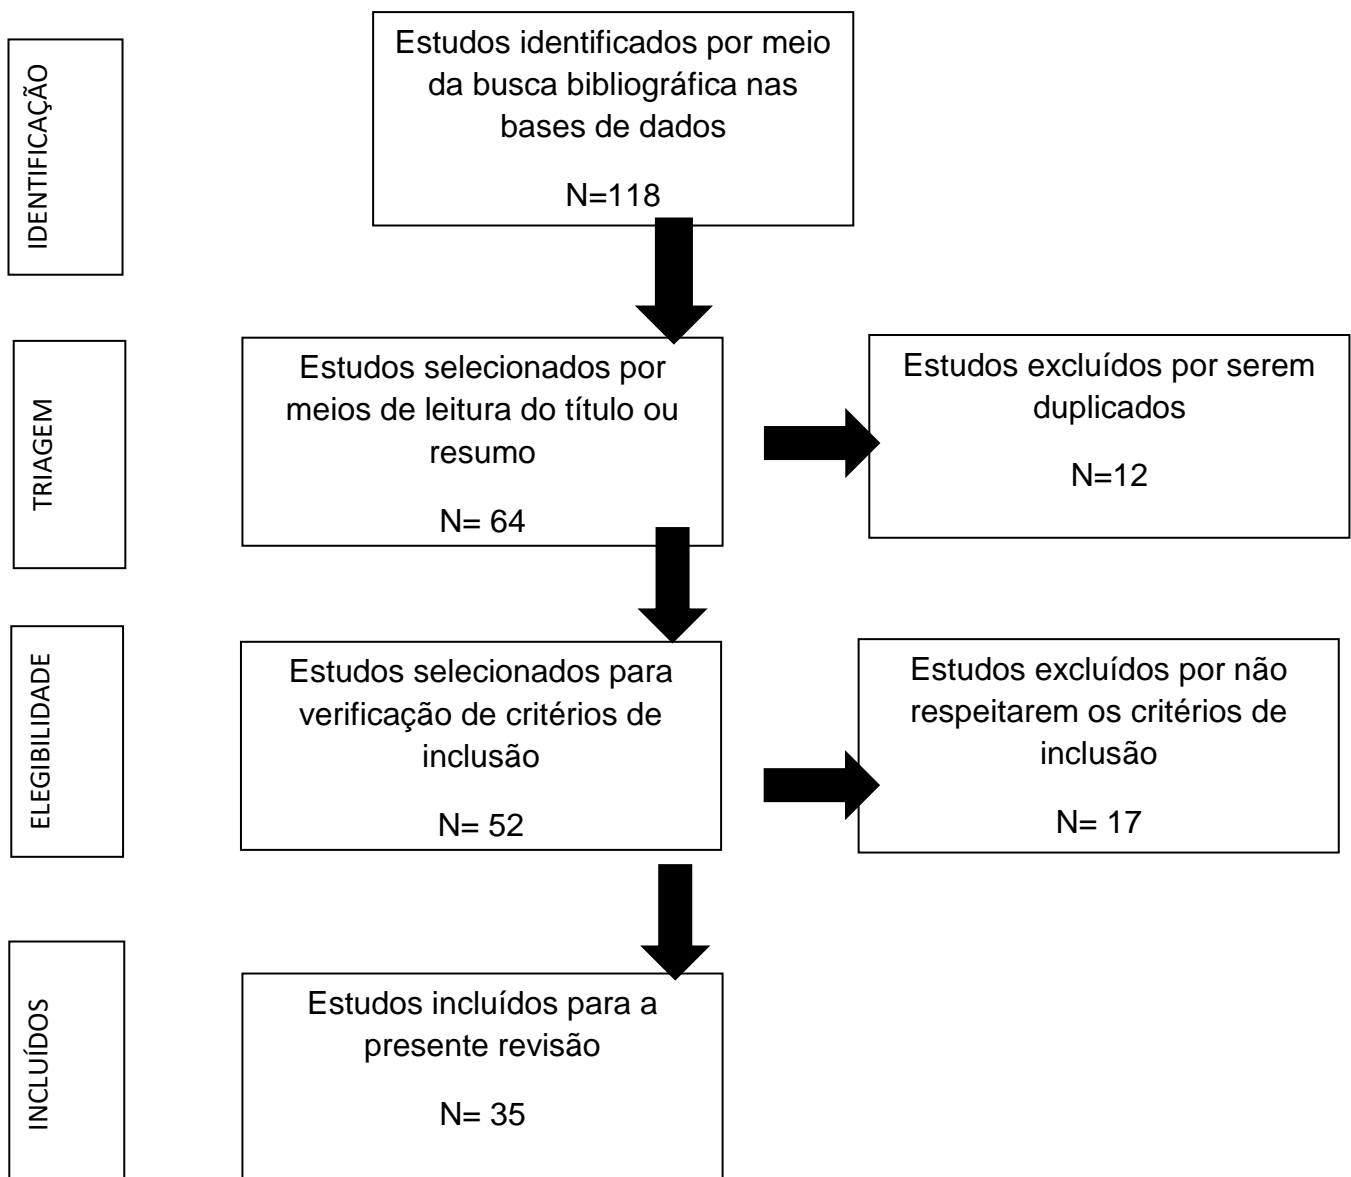 IDENTIFICAÇÃO
Estudos identificados por meio
da busca bibliográfica nas
bases de dados
N=118
TRIAGEM
Estudos selecionados por
meios de leitura do título ou
resumo
N= 64
Estudos excluídos por serem
duplicados
N=12
ELEGIBILIDADE
Estudos selecionados para
verificação de critérios de
inclusão
N= 52
Estudos excluídos por não
respeitarem os critérios de
inclusão
N= 17
INCLUÍDOS
Estudos incluídos para a
presente revisão
N= 35